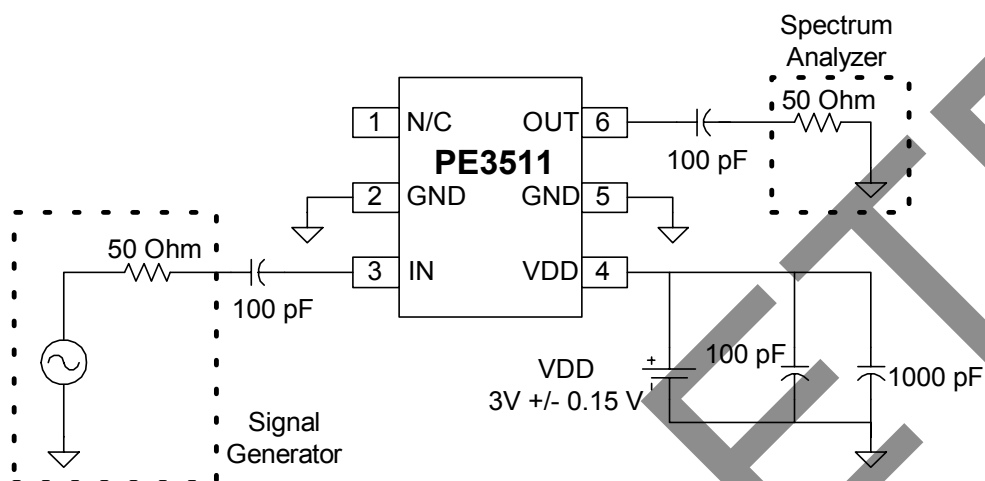 Spectrum
Analyzer
50 Ohm
1 N/C OUT 6
PE3511
100 pF
2 GND GND 5
50 Ohm
3 IN VDD 4
100 pF
VDD
3V +/- 0.15 V
+
-
100 pF
1000 pF
Signal
Generator